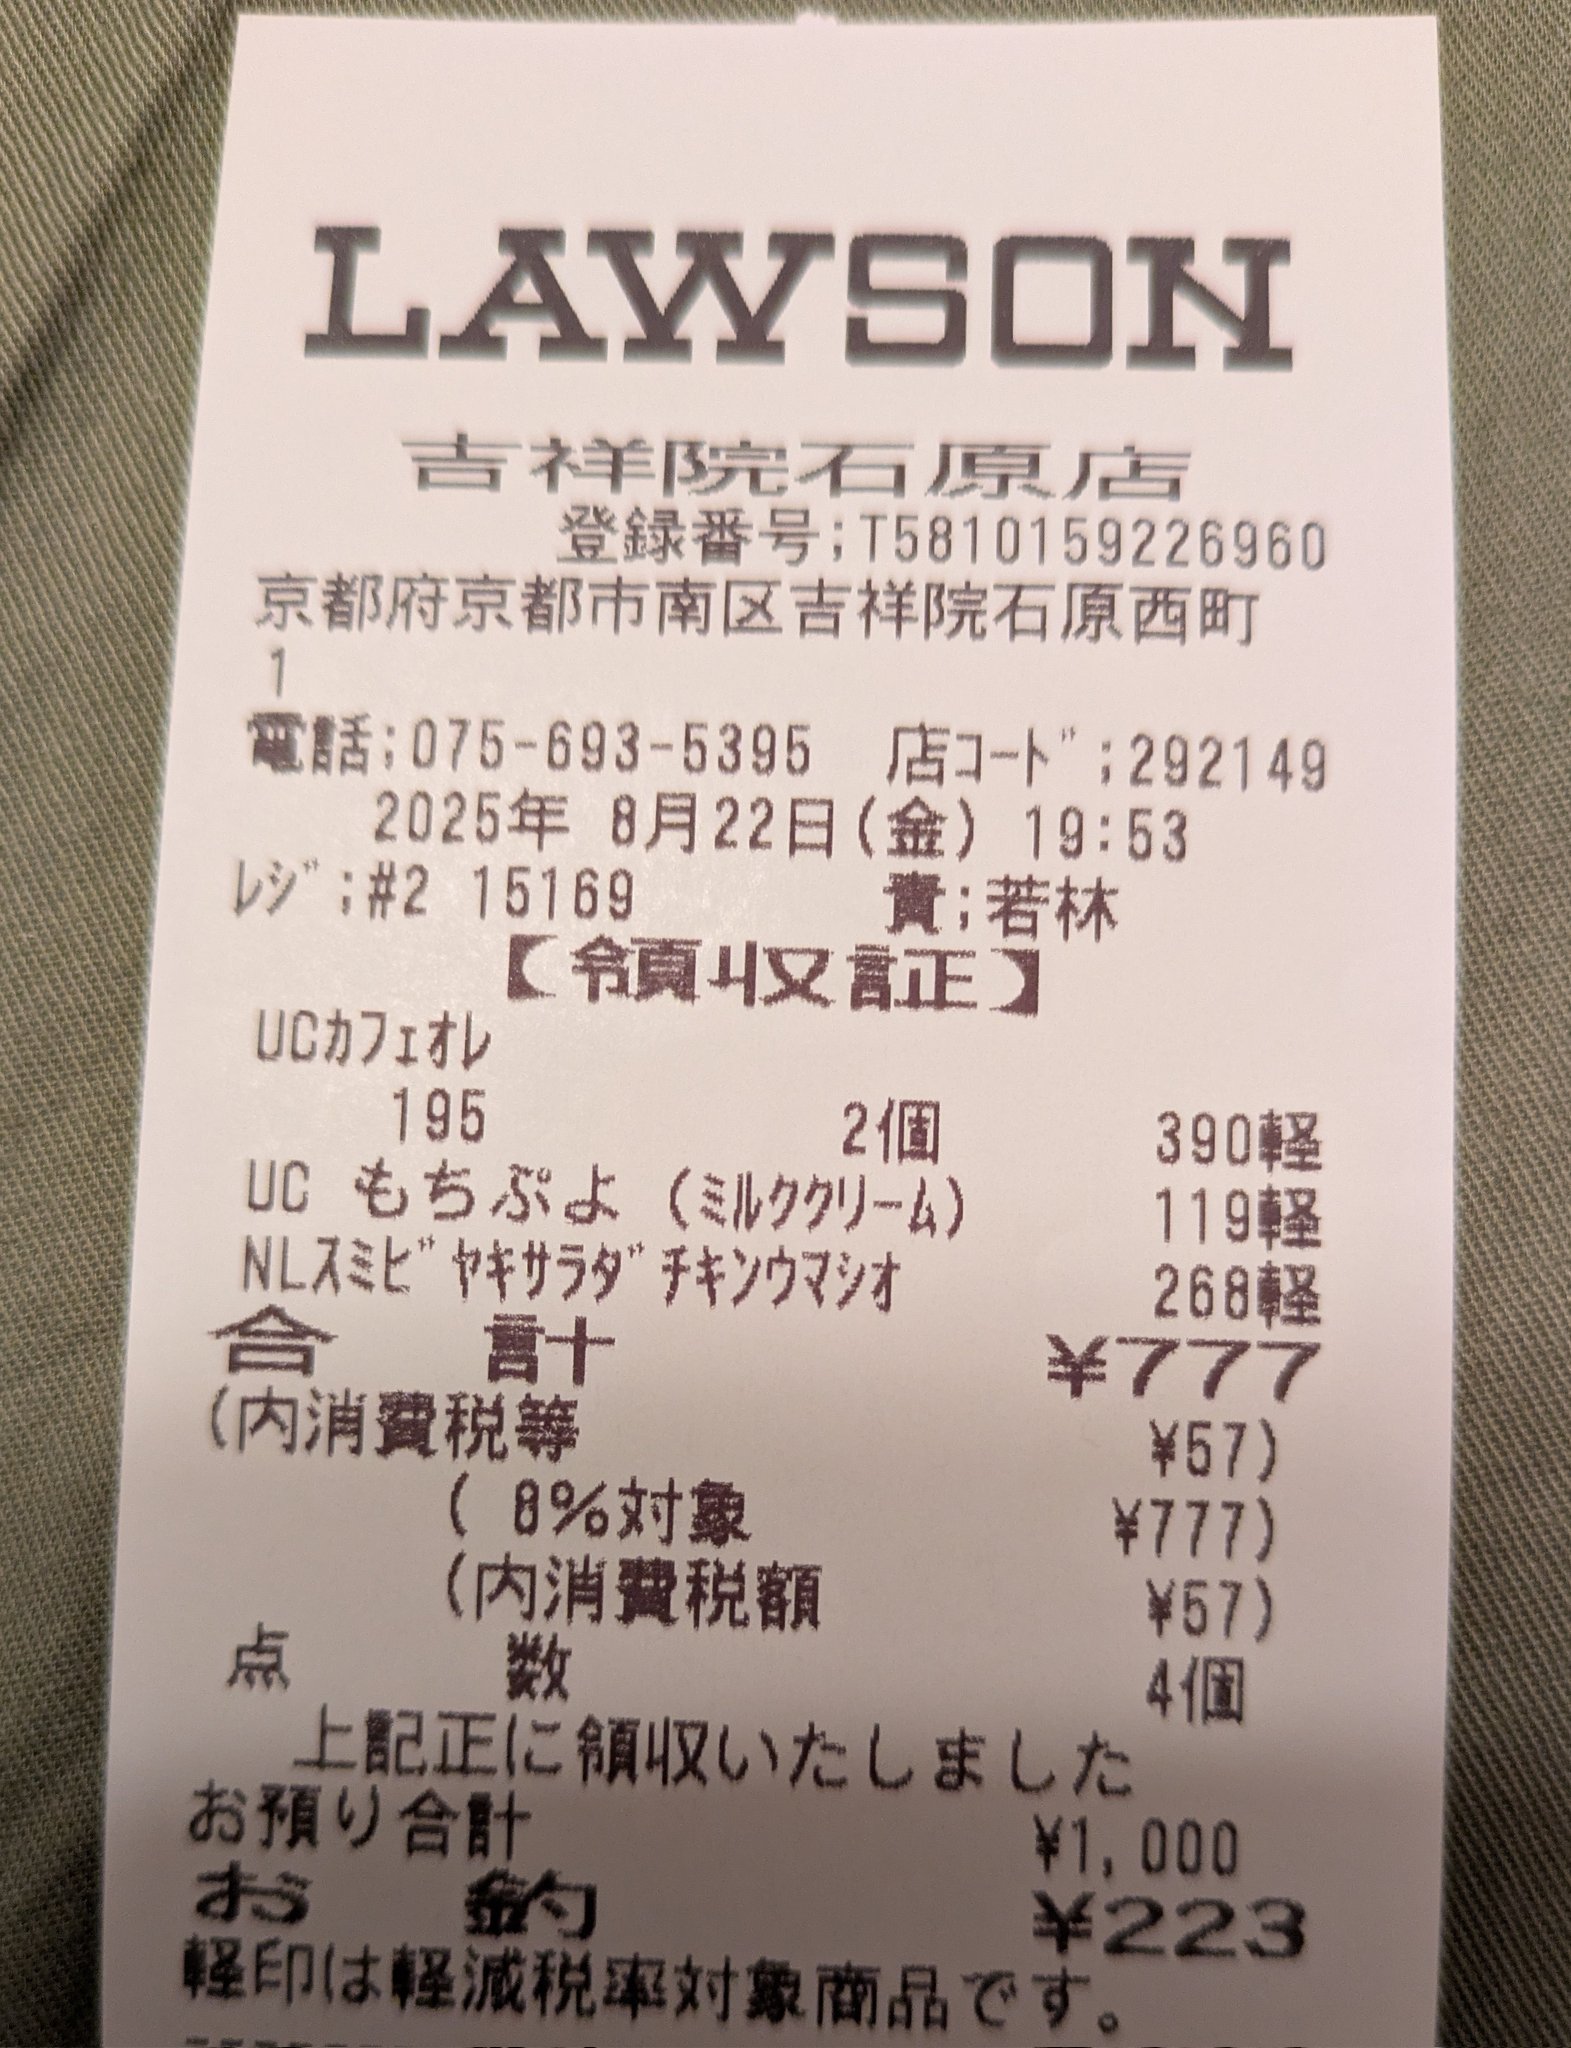 LAWSON
吉祥院石原店
登録番号;T5810159226960
京都府京都市南区吉祥院石原西町
1
電話;075-693-5395 店ｺｰﾄﾞ;292149
2025年 8月22日(金) 19:53
ﾚｼﾞ;#2 15169 責;若林
【領収証】
UCｶﾌｪｵﾚ
195 2個 390軽
UC もちぷよ (ﾐﾙｸｸﾘｰﾑ) 119軽
NLｽﾐﾋﾞﾔｷｻﾗﾀﾞﾁｷﾝｳﾏｼｵ 268軽
合 計 ¥777
(内消費税等 ¥57)
( 8%対象 ¥777)
(内消費税額 ¥57)
点 数 4個
上記正に領収いたしました
お預り合計 ¥1,000
お 釣 ¥223
軽印は軽減税率対象商品です。